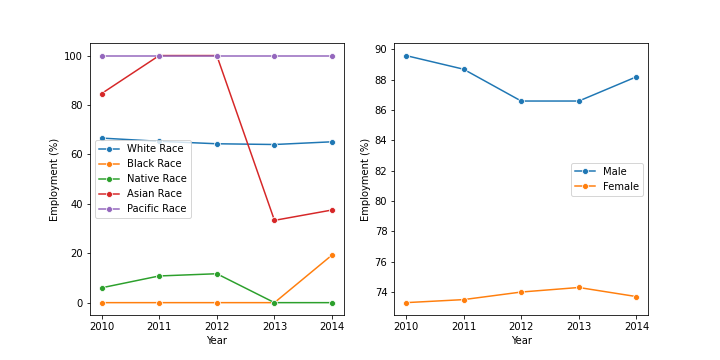 100
80
60
40
20
0
Employment (%)
White Race
Black Race
Native Race
Asian Race
Pacific Race
2010 2011 2012 2013 2014
Year
90
88
86
84
82
80
78
76
74
Employment (%)
Male
Female
2010 2011 2012 2013 2014
Year